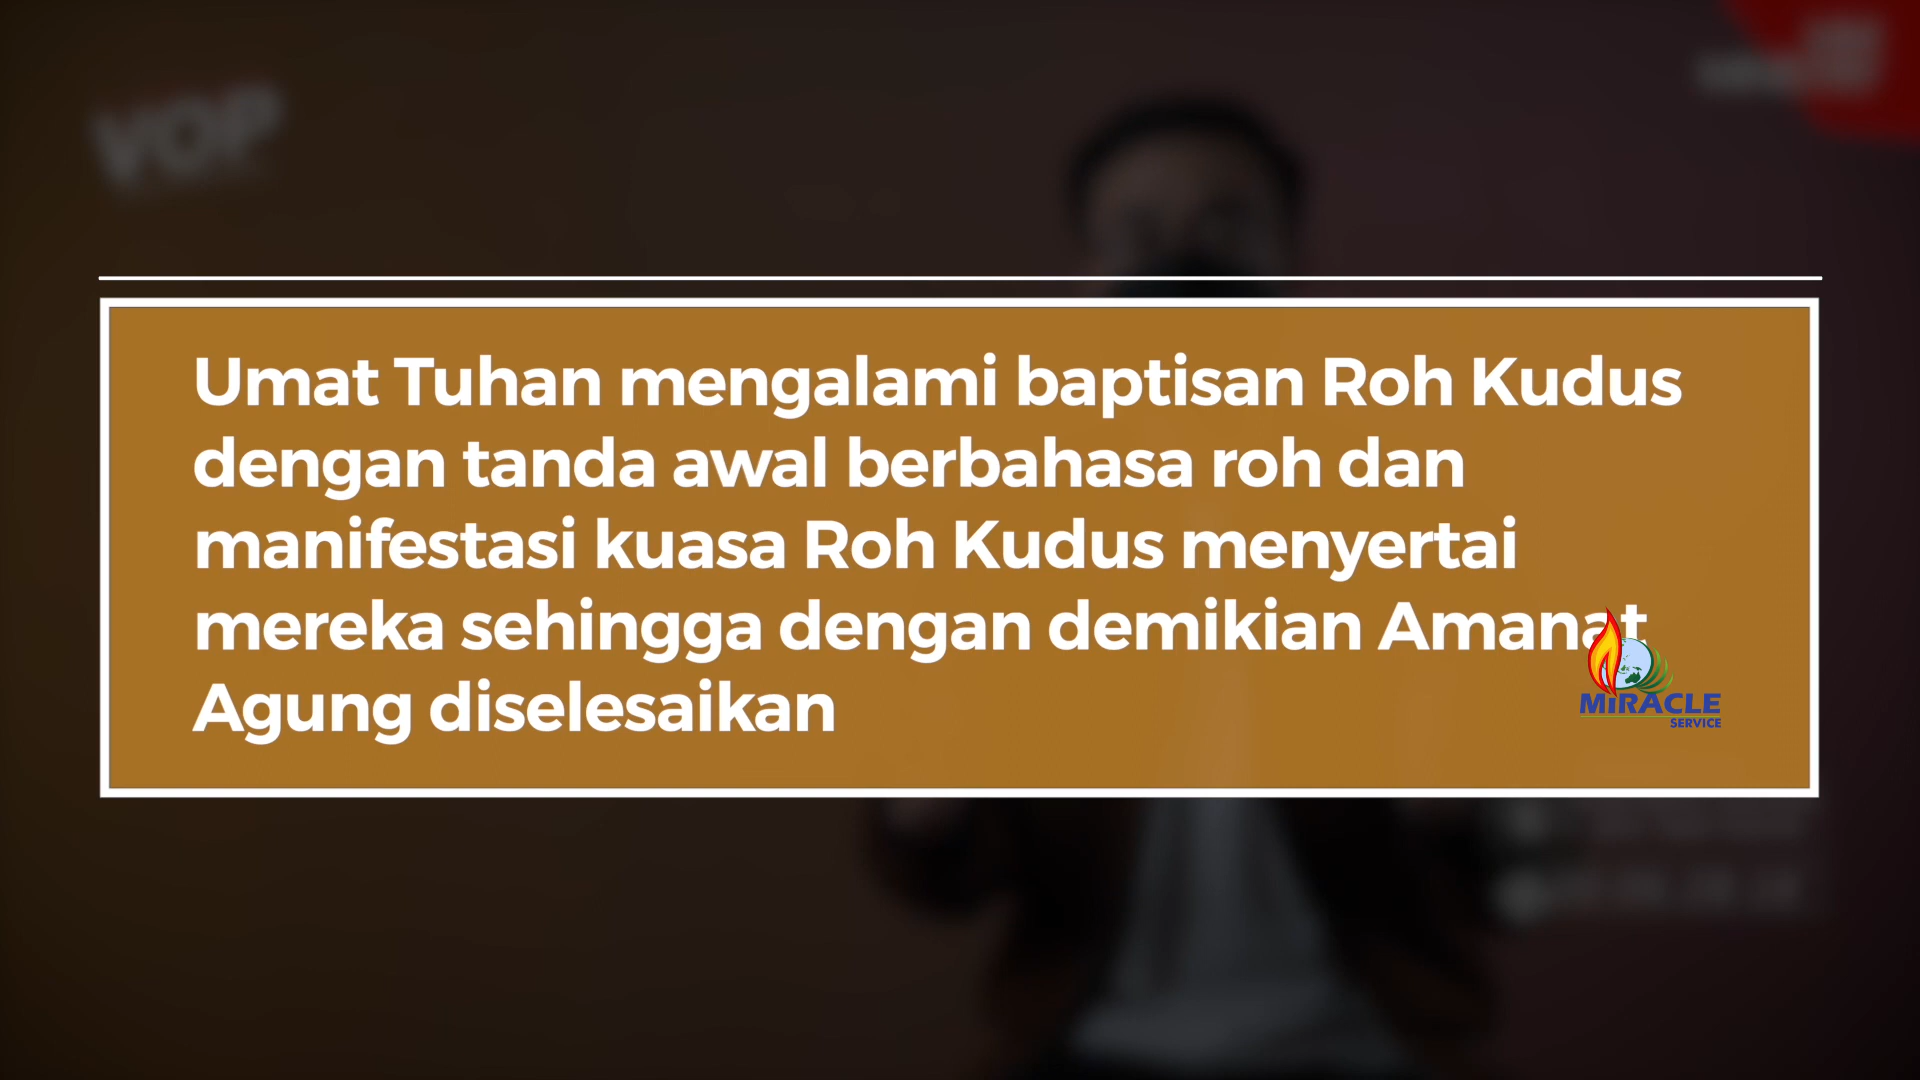 VOP
Umat Tuhan mengalami baptisan Roh Kudus
dengan tanda awal berbahasa roh dan
manifestasi kuasa Roh Kudus menyertai
mereka sehingga dengan demikian Amanat
Agung diselesaikan
MiRACLE
SERVICE